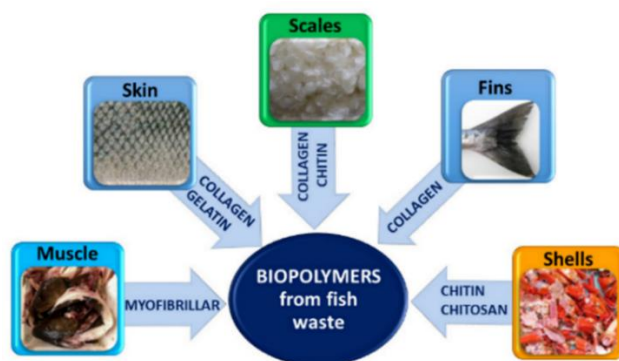 Scales
Skin
Fins
COLLAGEN
CHITIN
COLLAGEN
GELATIN
COLLAGEN
Muscle
Shells
MYOFIBRILLAR
BIOPOLYMERS
from fish
waste
CHITIN
CHITOSAN